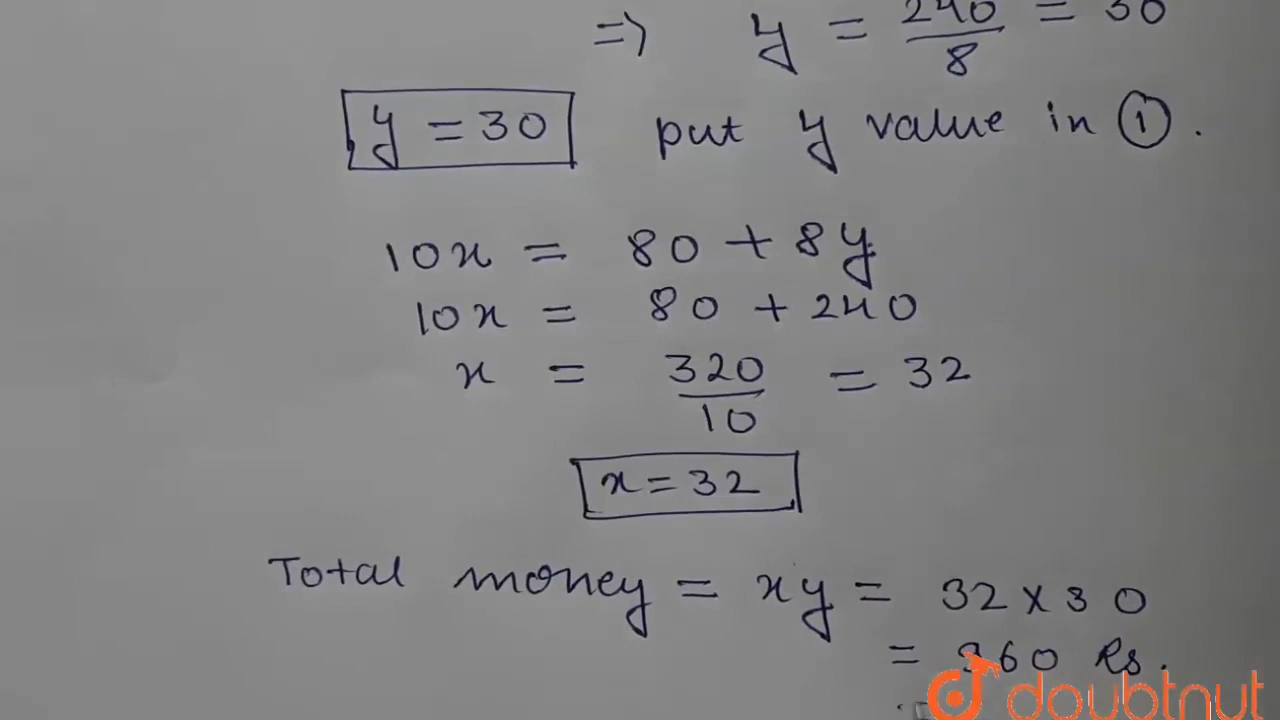 => y = 240/8 = 30
y = 30 put y value in ①.
10x = 80 + 8y
10x = 80 + 240
x = 320/10 = 32
x = 32
Total money = xy = 32 x 30
= 960 Rs.
doubtnut